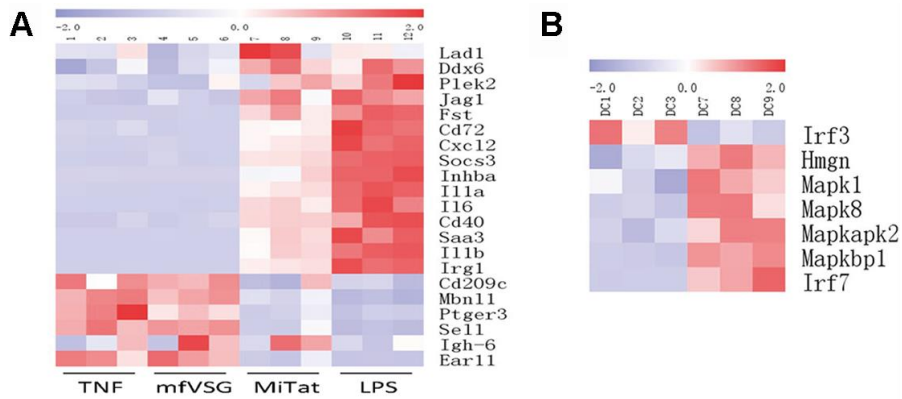 A
-2.0 0.0 2.0
1 2 3 4 5 6 7 8 9 10 11 12
Lad1
Ddx6
Plek2
Jag1
Fst
Cd72
Cxc12
Socs3
Inhba
Il1a
Il6
Cd40
Saa3
Il1b
Irg1
Cd209c
Mbnl1
Ptger3
Sell
Igh-6
Ear11
TNF mfVSG MiTat LPS
B
-2.0 0.0 2.0
DC1 DC2 DC3 DC7 DC8 DC9
Irf3
Hmgn
Mapk1
Mapk8
Mapkapk2
Mapkbp1
Irf7